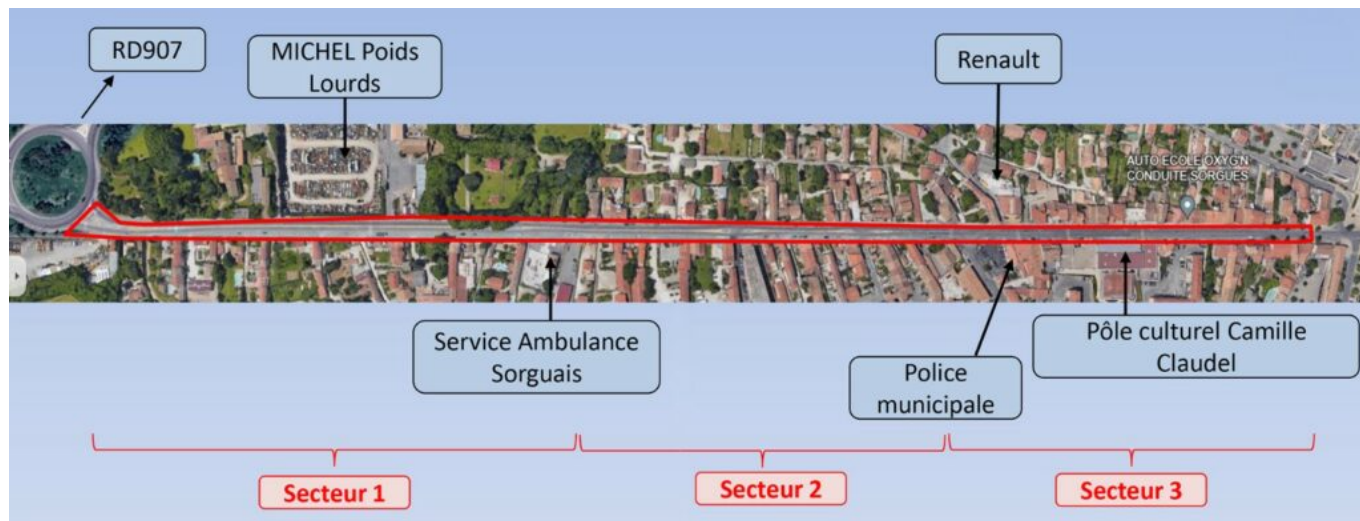 RD907
MICHEL Poids
Lourds
Renault
AUTO ECOLE OXYG'N
CONDUITE SORGUES
Service Ambulance
Sorguais
Police
municipale
Pôle culturel Camille
Claudel
Secteur 1
Secteur 2
Secteur 3